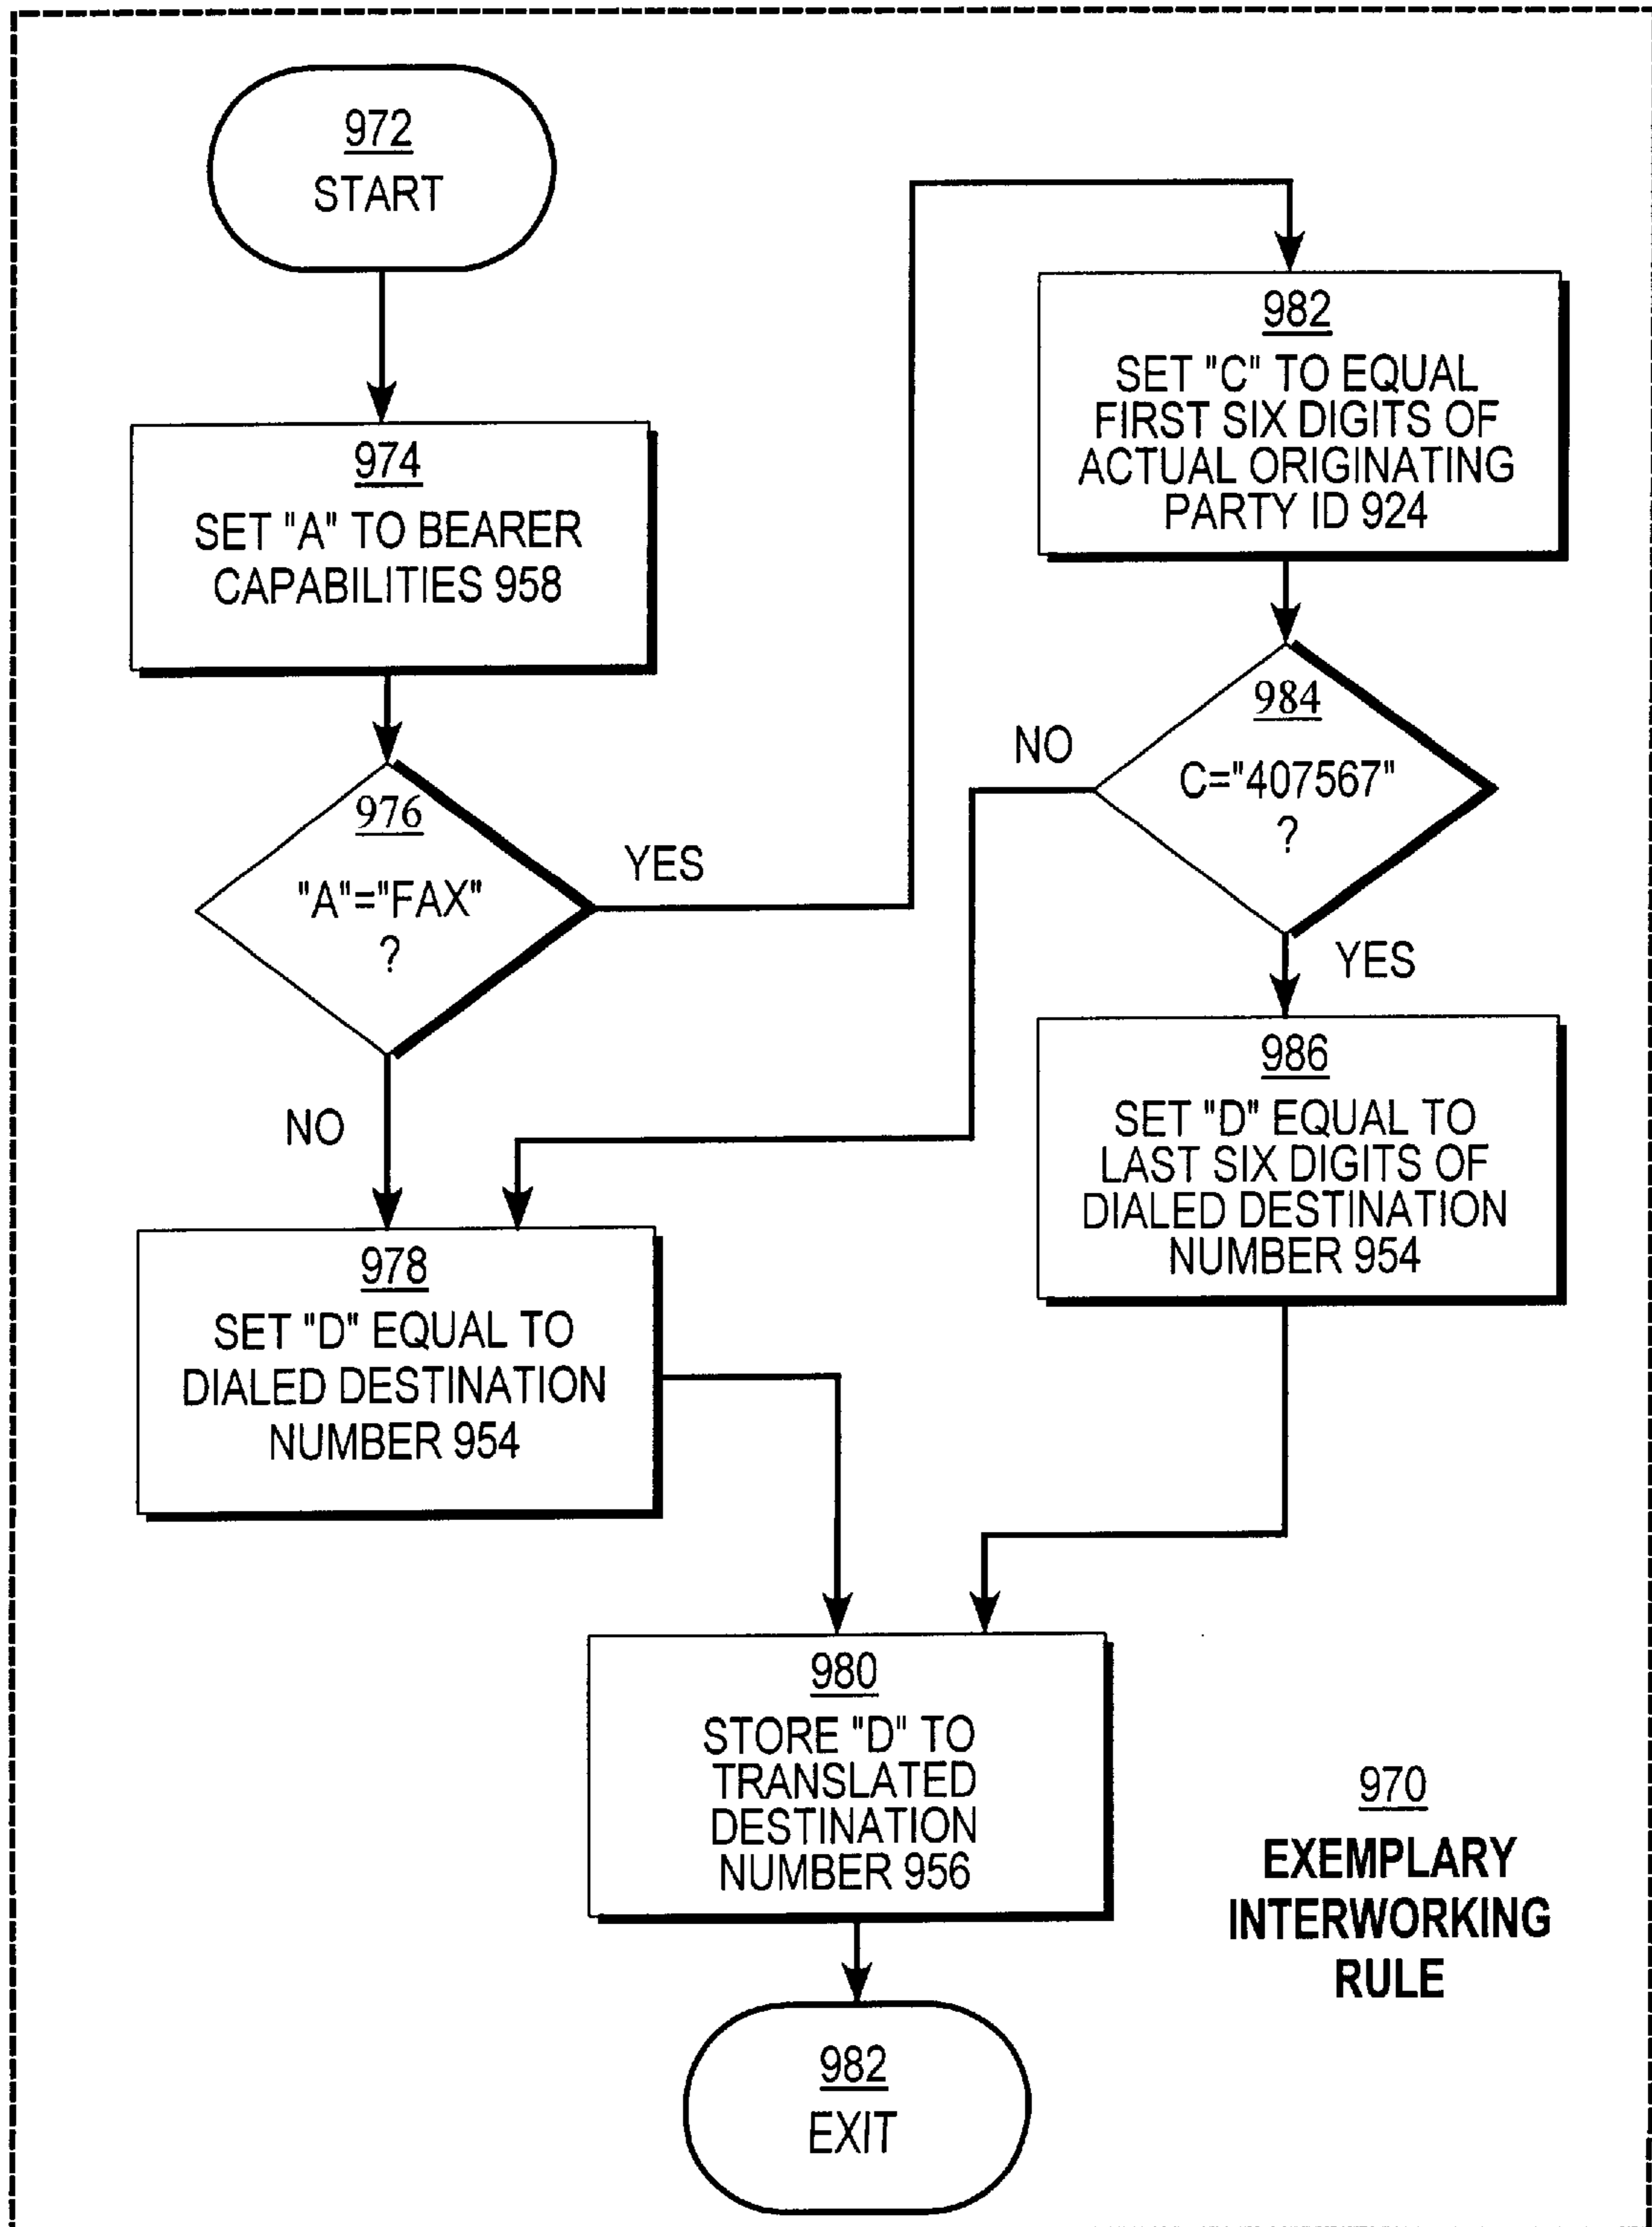 972
START
974
SET "A" TO BEARER
CAPABILITIES 958
976
"A"="FAX"
?
YES
NO
982
SET "C" TO EQUAL
FIRST SIX DIGITS OF
ACTUAL ORIGINATING
PARTY ID 924
984
C="407567"
?
NO
YES
986
SET "D" EQUAL TO
LAST SIX DIGITS OF
DIALED DESTINATION
NUMBER 954
978
SET "D" EQUAL TO
DIALED DESTINATION
NUMBER 954
980
STORE "D" TO
TRANSLATED
DESTINATION
NUMBER 956
982
EXIT
970
EXEMPLARY
INTERWORKING
RULE